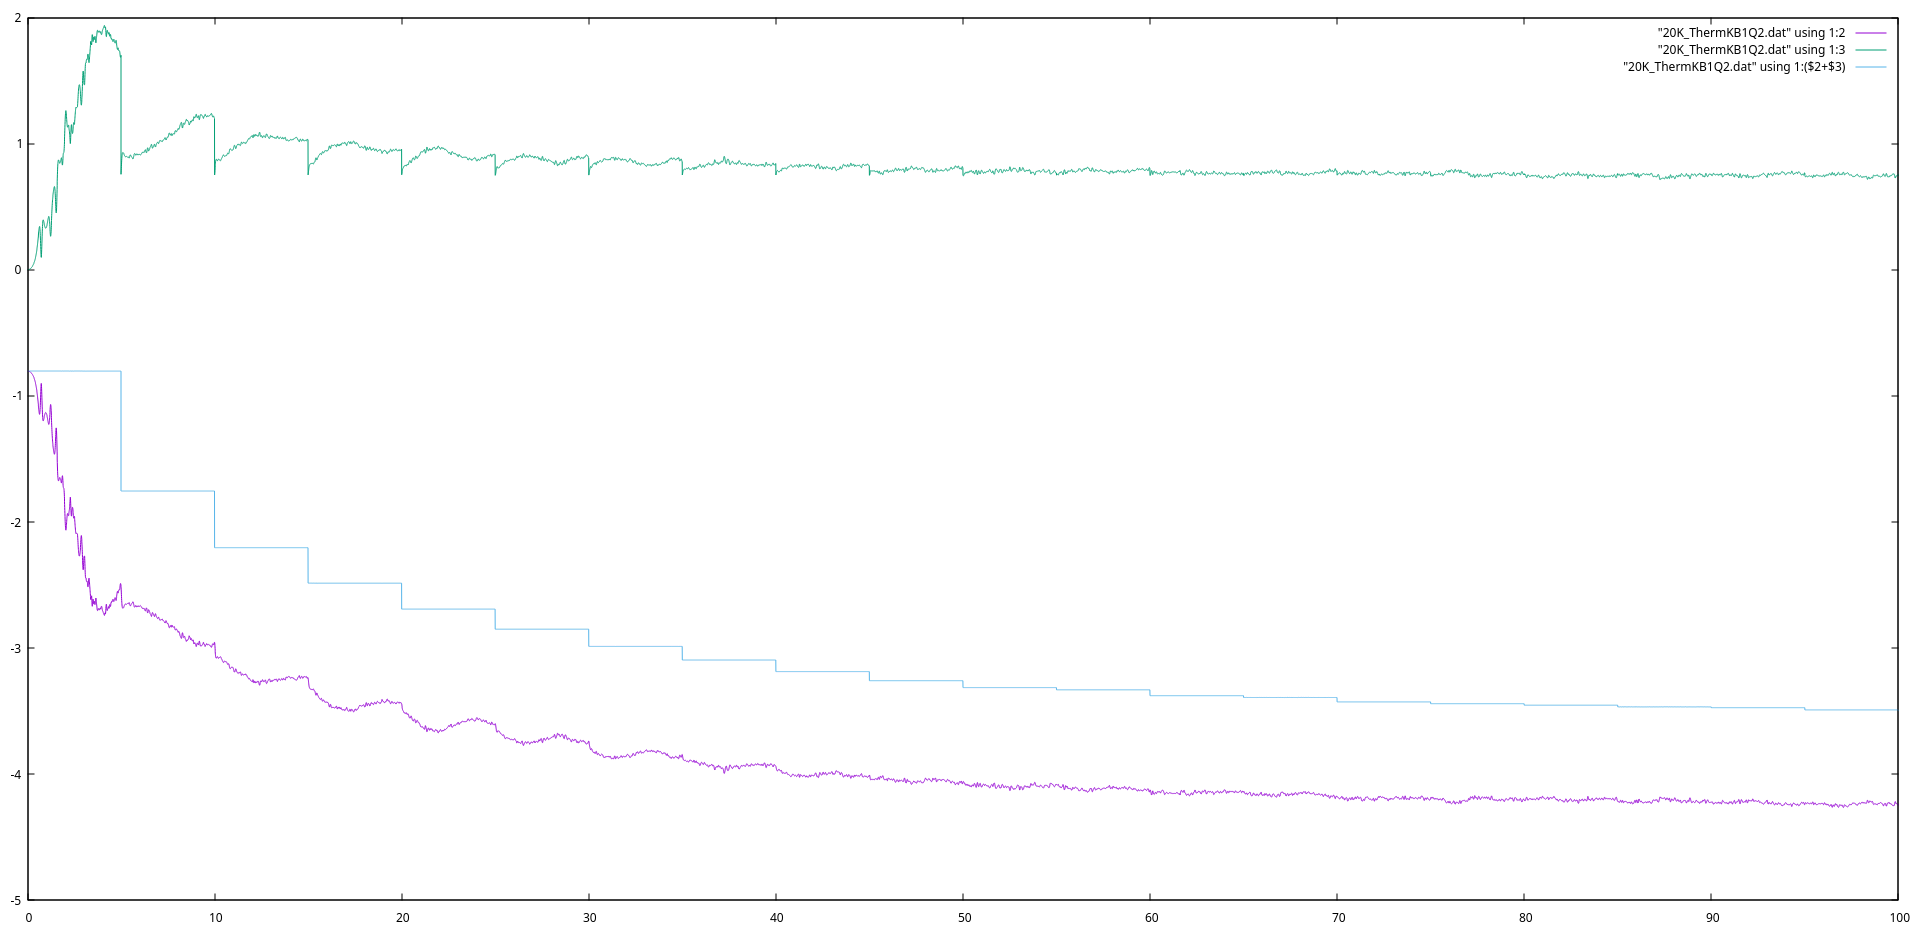 2
1
0
-1
-2
-3
-4
-5
"20K_ThermKB1Q2.dat" using 1:2
"20K_ThermKB1Q2.dat" using 1:3
"20K_ThermKB1Q2.dat" using 1:($2+$3)
0 10 20 30 40 50 60 70 80 90 100